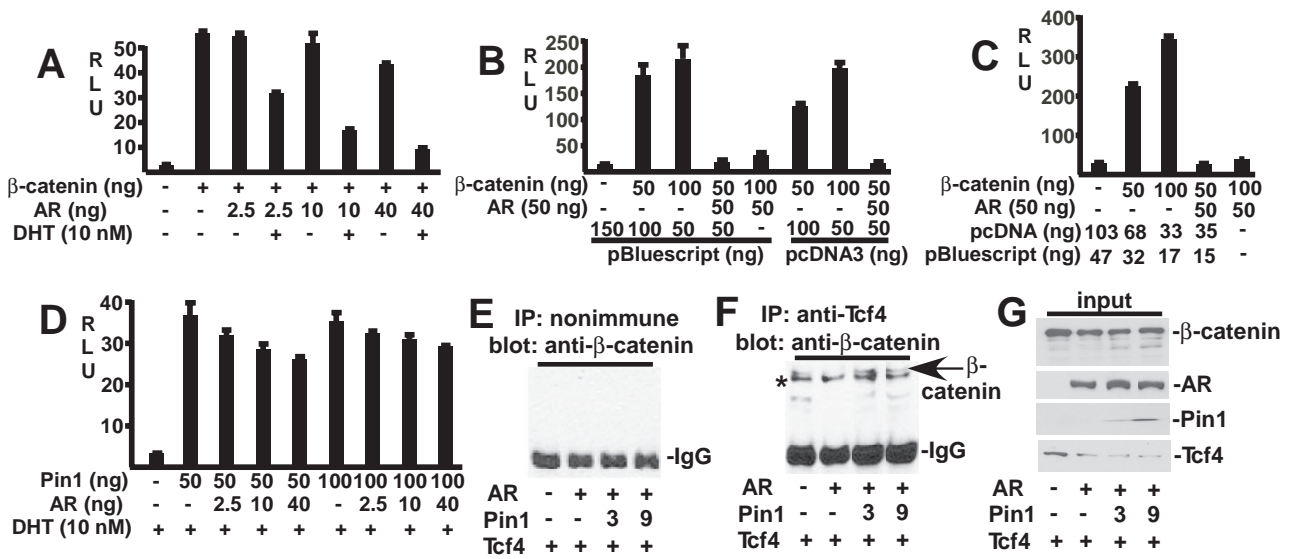 A
R
L
U
50
40
30
20
10
β-catenin (ng) - + + + + + + +
AR (ng) - - 2.5 2.5 10 10 40 40
DHT (10 nM) - - - + - + - +
B
R
L
U
250
200
150
100
50
β-catenin (ng) - 50 100 50 100 50 100 50
AR (50 ng) - - - 50 50 - - 50
150 100 50 50 - 100 50 50
pBluescript (ng) pcDNA3 (ng)
C
R
L
U
400
300
200
100
β-catenin (ng) - 50 100 50 100
AR (50 ng) - - - 50 50
pcDNA (ng) 103 68 33 35 -
pBluescript (ng) 47 32 17 15 -
D
R
L
U
40
30
20
10
Pin1 (ng) - 50 50 50 50 100 100 100 100
AR (ng) - - 2.5 10 40 - 2.5 10 40
DHT (10 nM) + + + + + + + + +
E
IP: nonimmune
blot: anti-β-catenin
-IgG
AR - + + +
Pin1 - - 3 9
Tcf4 + + + +
F
IP: anti-Tcf4
blot: anti-β-catenin
*
β-
catenin
-IgG
AR - + + +
Pin1 - - 3 9
Tcf4 + + + +
G
input
-β-catenin
-AR
-Pin1
-Tcf4
AR - + + +
Pin1 - - 3 9
Tcf4 + + + +